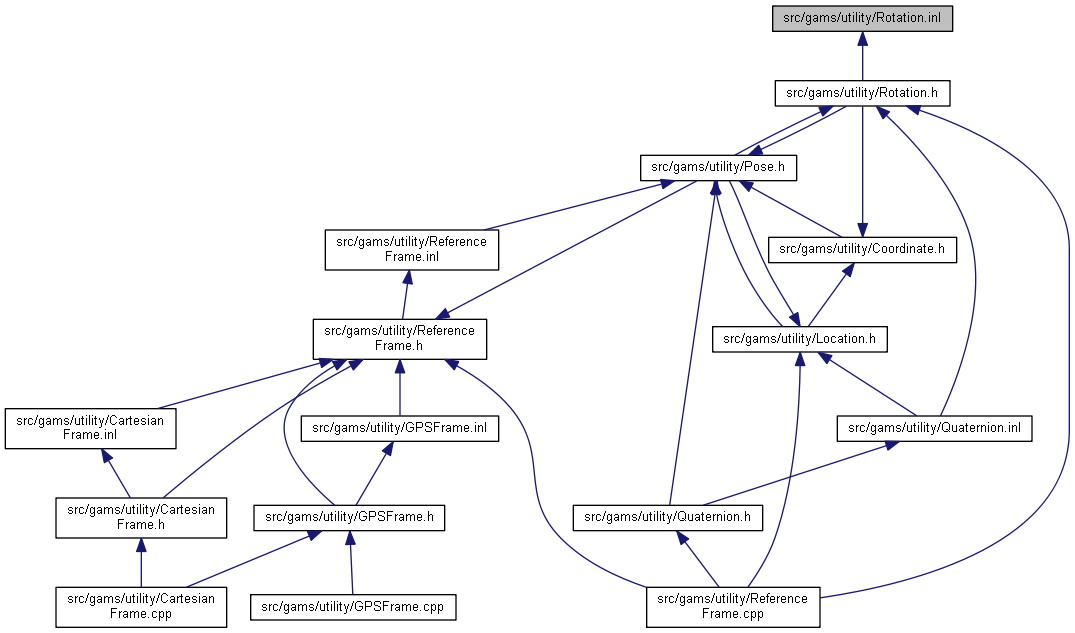 src/gams/utility/Rotation.inl
src/gams/utility/Rotation.h
src/gams/utility/Pose.h
src/gams/utility/Reference
Frame.inl
src/gams/utility/Coordinate.h
src/gams/utility/Reference
Frame.h
src/gams/utility/Location.h
src/gams/utility/Cartesian
Frame.inl
src/gams/utility/GPSFrame.inl
src/gams/utility/Quaternion.inl
src/gams/utility/Cartesian
Frame.h
src/gams/utility/GPSFrame.h
src/gams/utility/Quaternion.h
src/gams/utility/Cartesian
Frame.cpp
src/gams/utility/GPSFrame.cpp
src/gams/utility/Reference
Frame.cpp